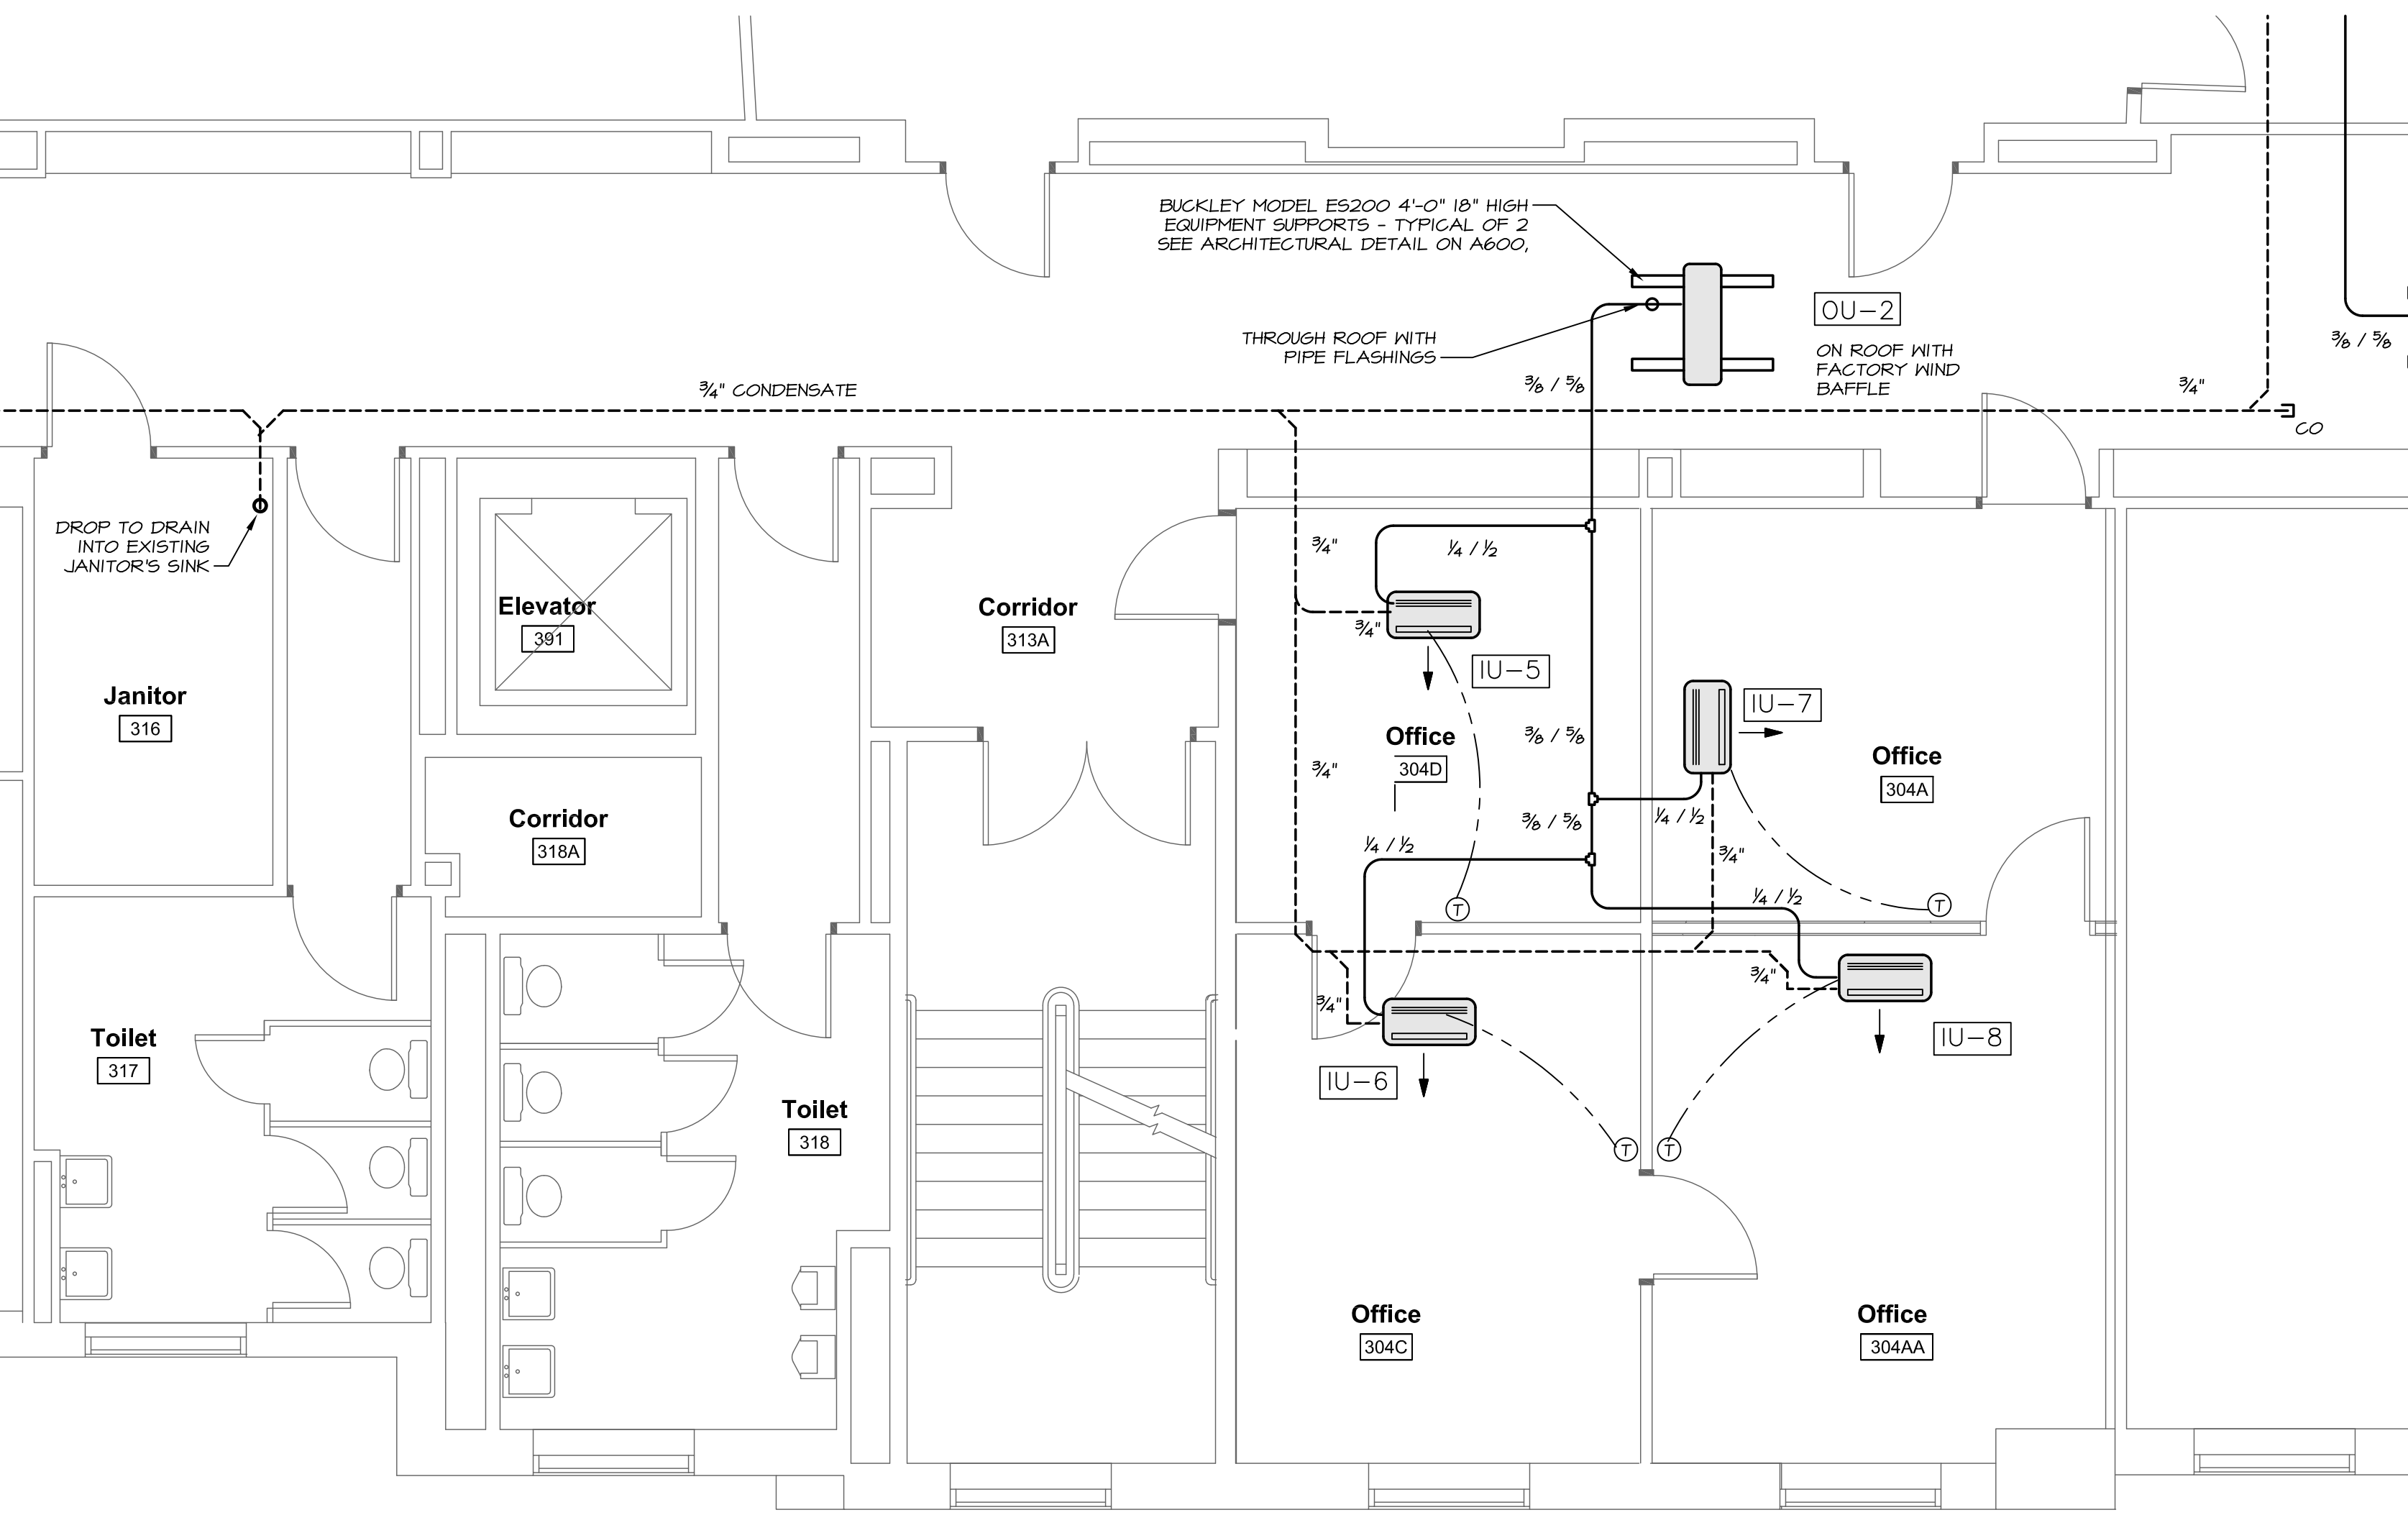 BUCKLEY MODEL ES200 4'-0" 18" HIGH
EQUIPMENT SUPPORTS - TYPICAL OF 2
SEE ARCHITECTURAL DETAIL ON A600,
OU-2
THROUGH ROOF WITH
PIPE FLASHINGS
ON ROOF WITH
FACTORY WIND
BAFFLE
3/8 / 5/8
3/8 / 5/8
3/4" CONDENSATE
3/4"
CO
DROP TO DRAIN
INTO EXISTING
JANITOR'S SINK
3/4"
1/4 / 1/2
Elevator
391
Corridor
313A
3/4"
IU-5
Janitor
316
IU-7
Office
304D
3/8 / 5/8
Office
304A
3/4"
Corridor
318A
3/8 / 5/8
1/4 / 1/2
1/4 / 1/2
3/4"
1/4 / 1/2
T
T
3/4"
3/4"
Toilet
317
IU-8
IU-6
Toilet
318
T
T
Office
304C
Office
304AA